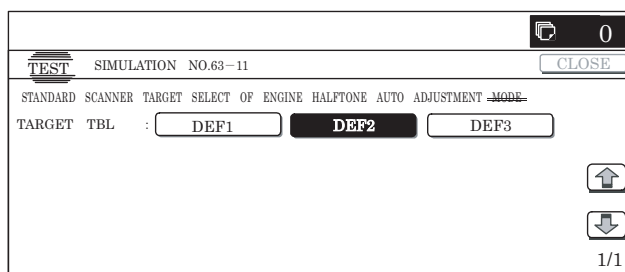 0
TEST SIMULATION NO.63-11 CLOSE
STANDARD SCANNER TARGET SELECT OF ENGINE HALFTONE AUTO ADJUSTMENT MODE
TARGET TBL : DEF1 DEF2 DEF3
1/1